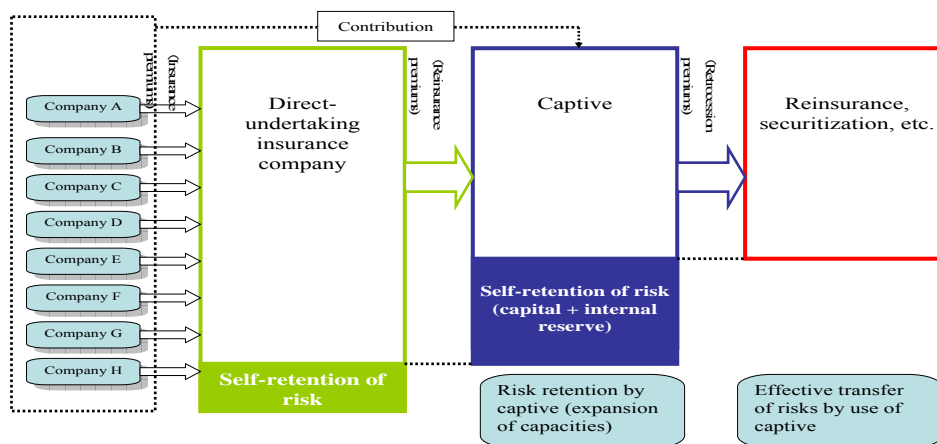 Contribution
(Insurance
premiums)
Company A
Company B
Company C
Company D
Company E
Company F
Company G
Company H
Direct-
undertaking
insurance
company
Self-retention of
risk
(Reinsurance
premiums)
Captive
Self-retention of risk
(capital + internal
reserve)
Risk retention by
captive (expansion
of capacities)
(Retrocession
premiums)
Reinsurance,
securitization, etc.
Effective transfer
of risks by use of
captive